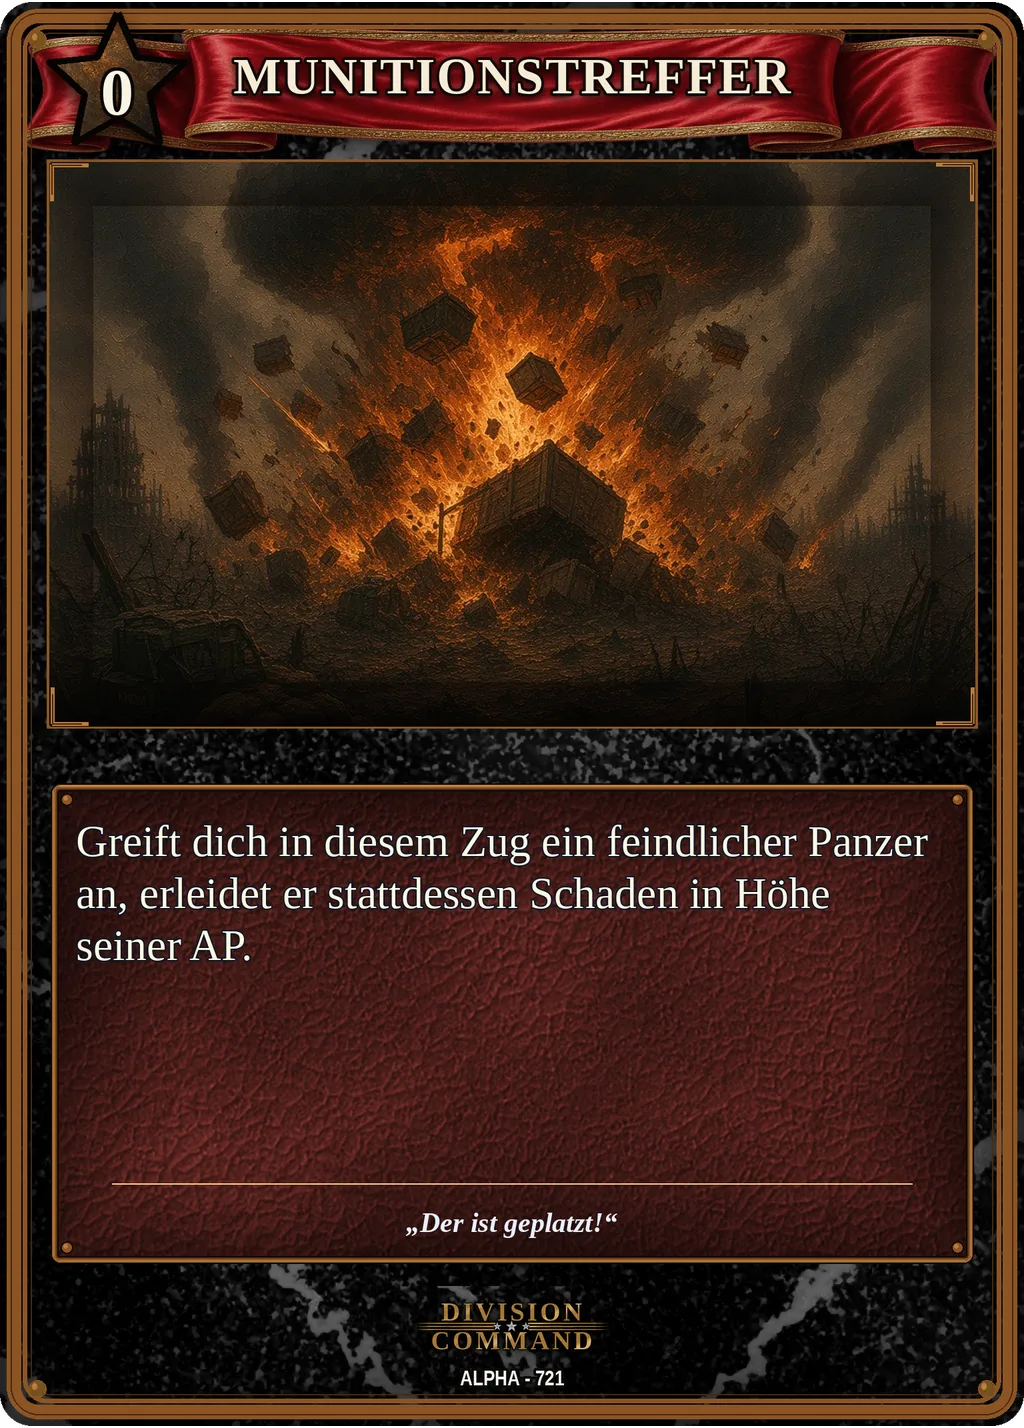 0
MUNITIONSTREFFER
Greift dich in diesem Zug ein feindlicher Panzer
an, erleidet er stattdessen Schaden in Höhe
seiner AP.
„Der ist geplatzt!“
DIVISION
COMMAND
ALPHA - 721